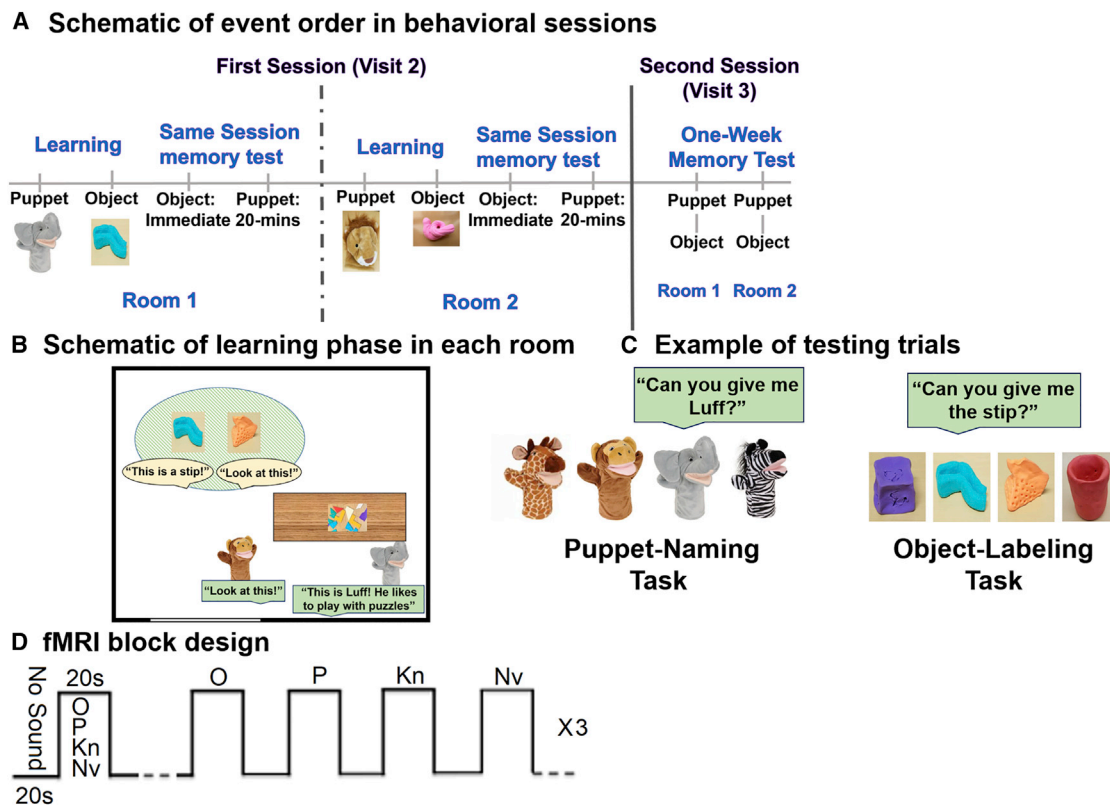 A Schematic of event order in behavioral sessions
First Session (Visit 2)
Second Session
(Visit 3)
Learning
Same Session
memory test
Learning
Same Session
memory test
One-Week
Memory Test
Puppet
Object
Object:
Immediate
Puppet:
20-mins
Puppet
Object
Object:
Immediate
Puppet:
20-mins
Puppet
Puppet
Object
Object
Room 1
Room 2
Room 1
Room 2
B Schematic of learning phase in each room
"This is a stip!"
"Look at this!"
"Look at this!"
"This is Luff! He likes
to play with puzzles"
C Example of testing trials
"Can you give me
Luff?"
"Can you give me
the stip?"
Puppet-Naming
Task
Object-Labeling
Task
D fMRI block design
No Sound
20s
20s
O
P
Kn
Nv
O
P
Kn
Nv
X3